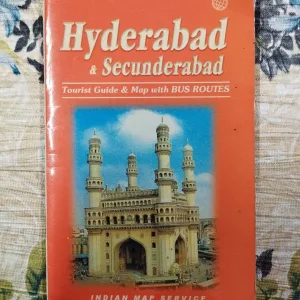 Hyderabad
& Secunderabad
Tourist Guide & Map with BUS ROUTES
INDIAN MAP SERVICE